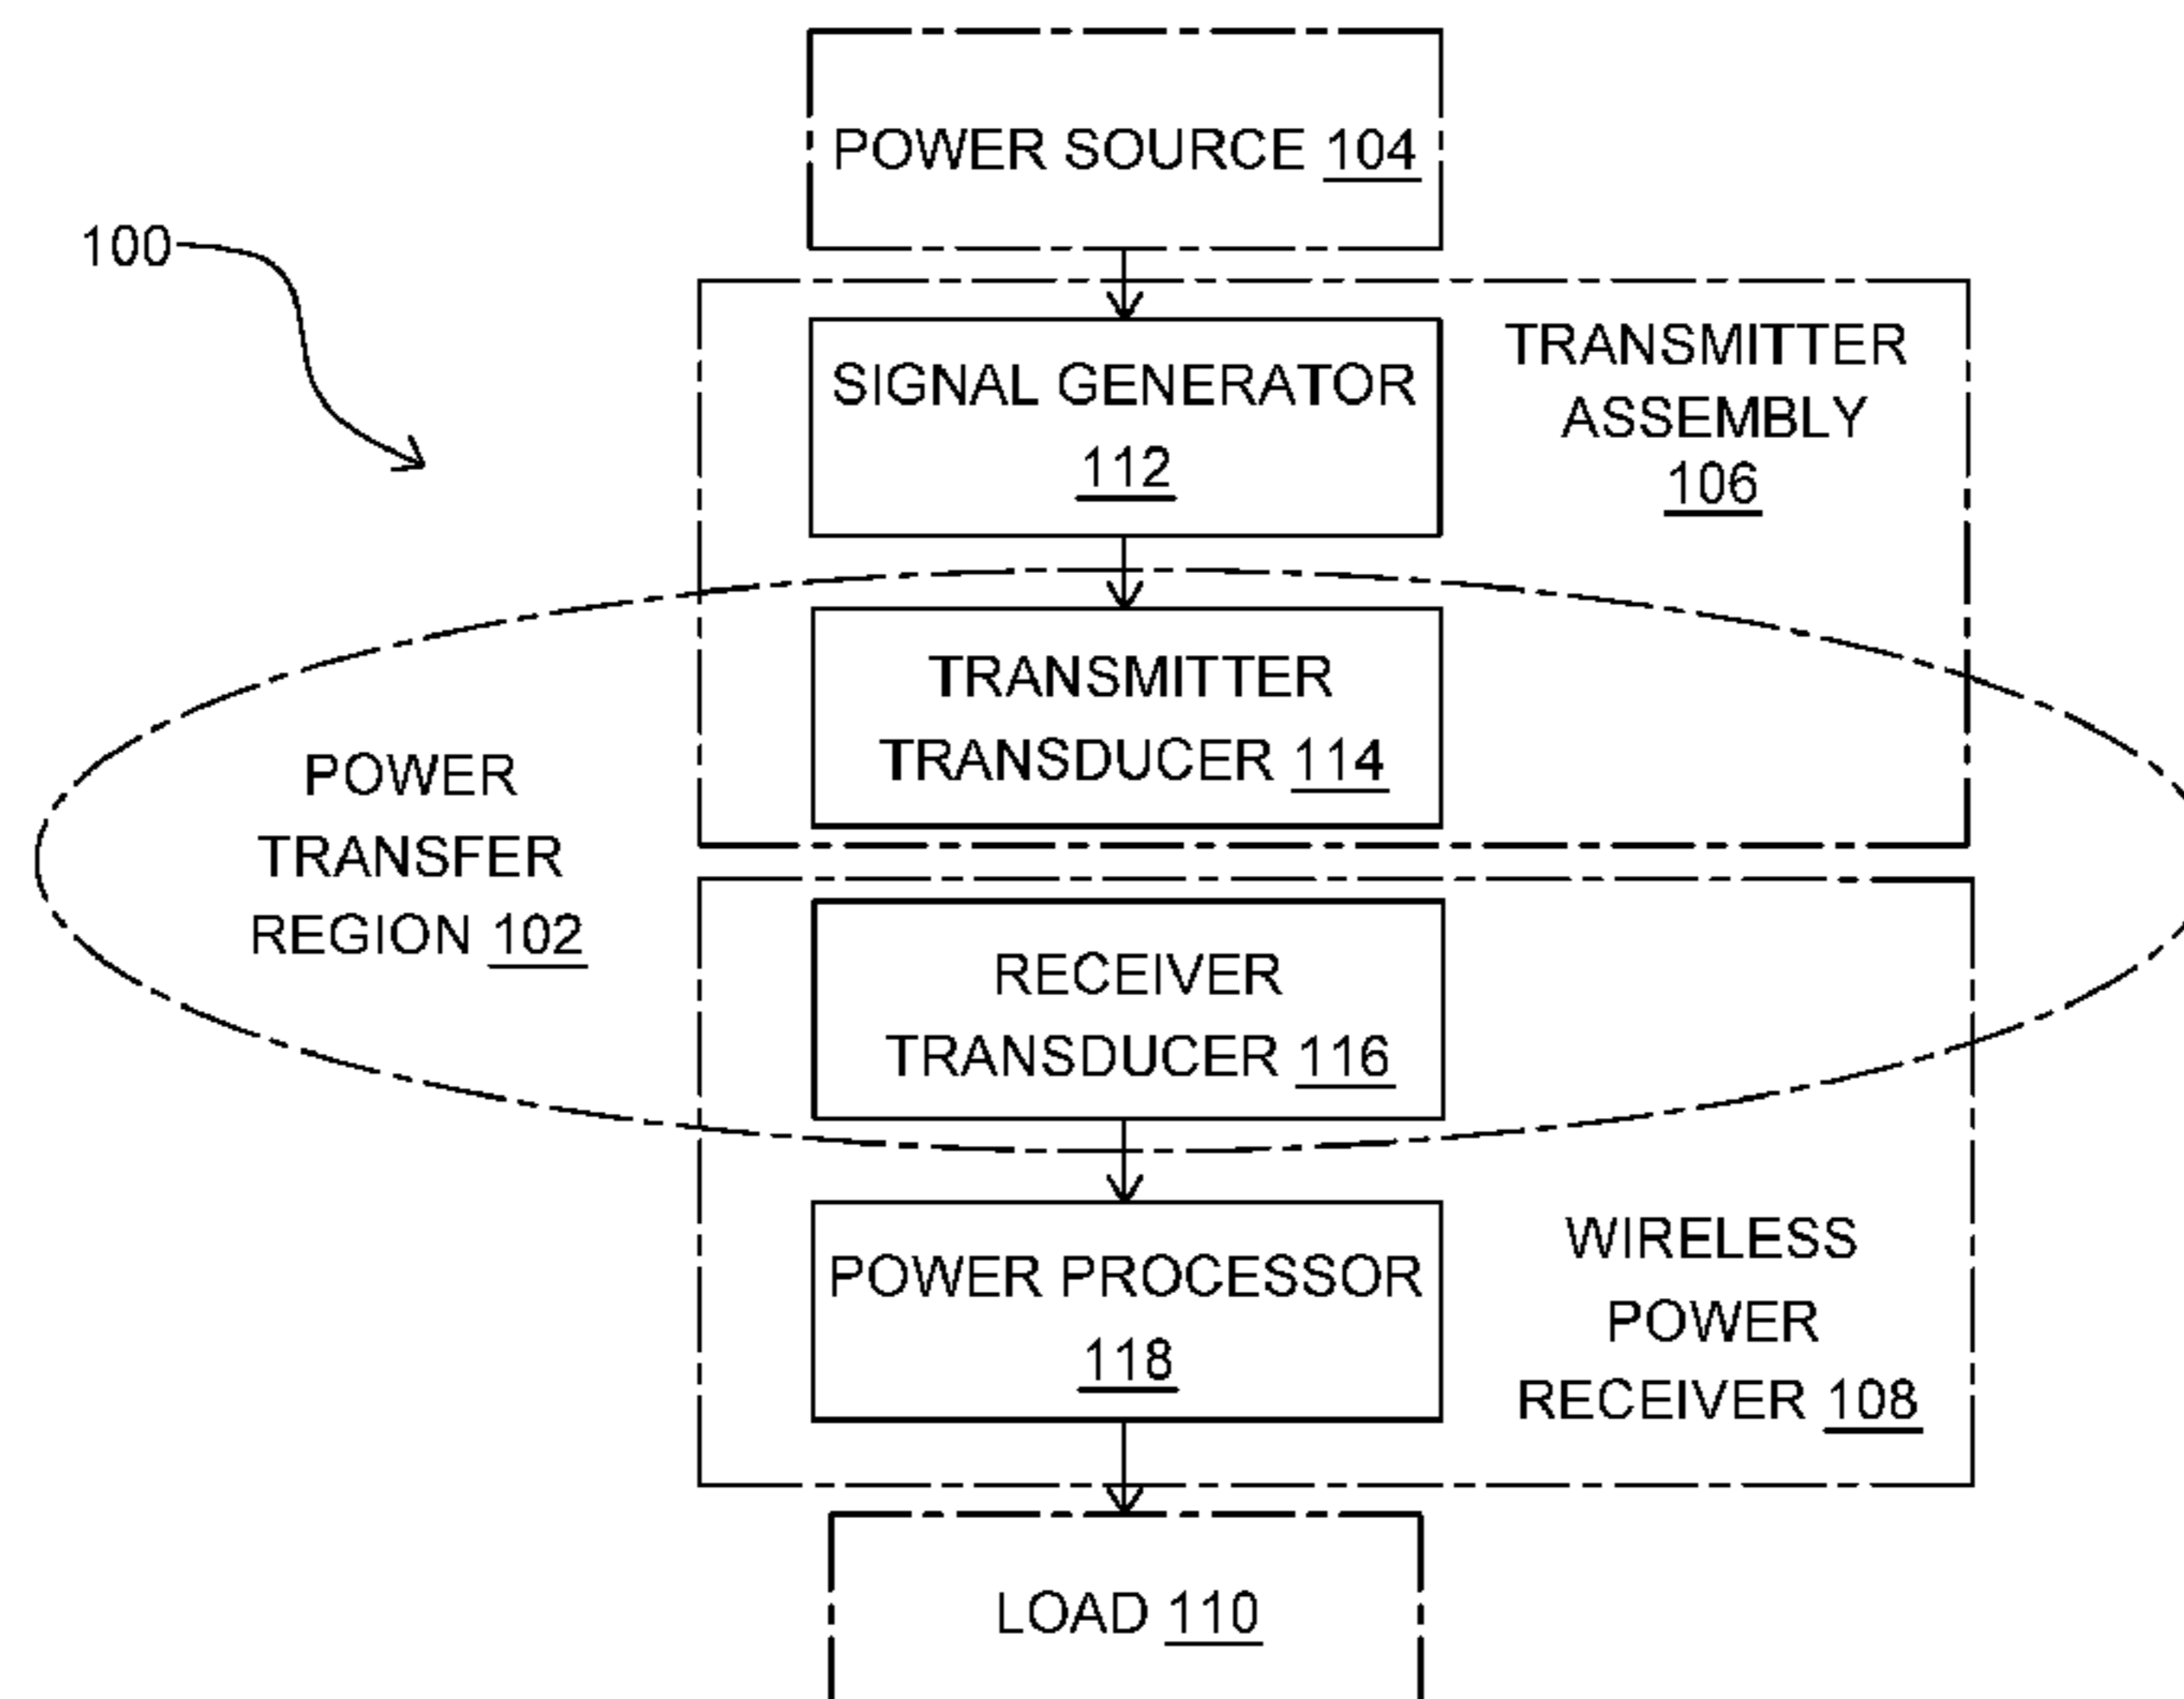 POWER SOURCE 104
100
SIGNAL GENERATOR
112
TRANSMITTER
ASSEMBLY
106
TRANSMITTER
TRANSDUCER 114
POWER
TRANSFER
REGION 102
RECEIVER
TRANSDUCER 116
POWER PROCESSOR
118
WIRELESS
POWER
RECEIVER 108
LOAD 110